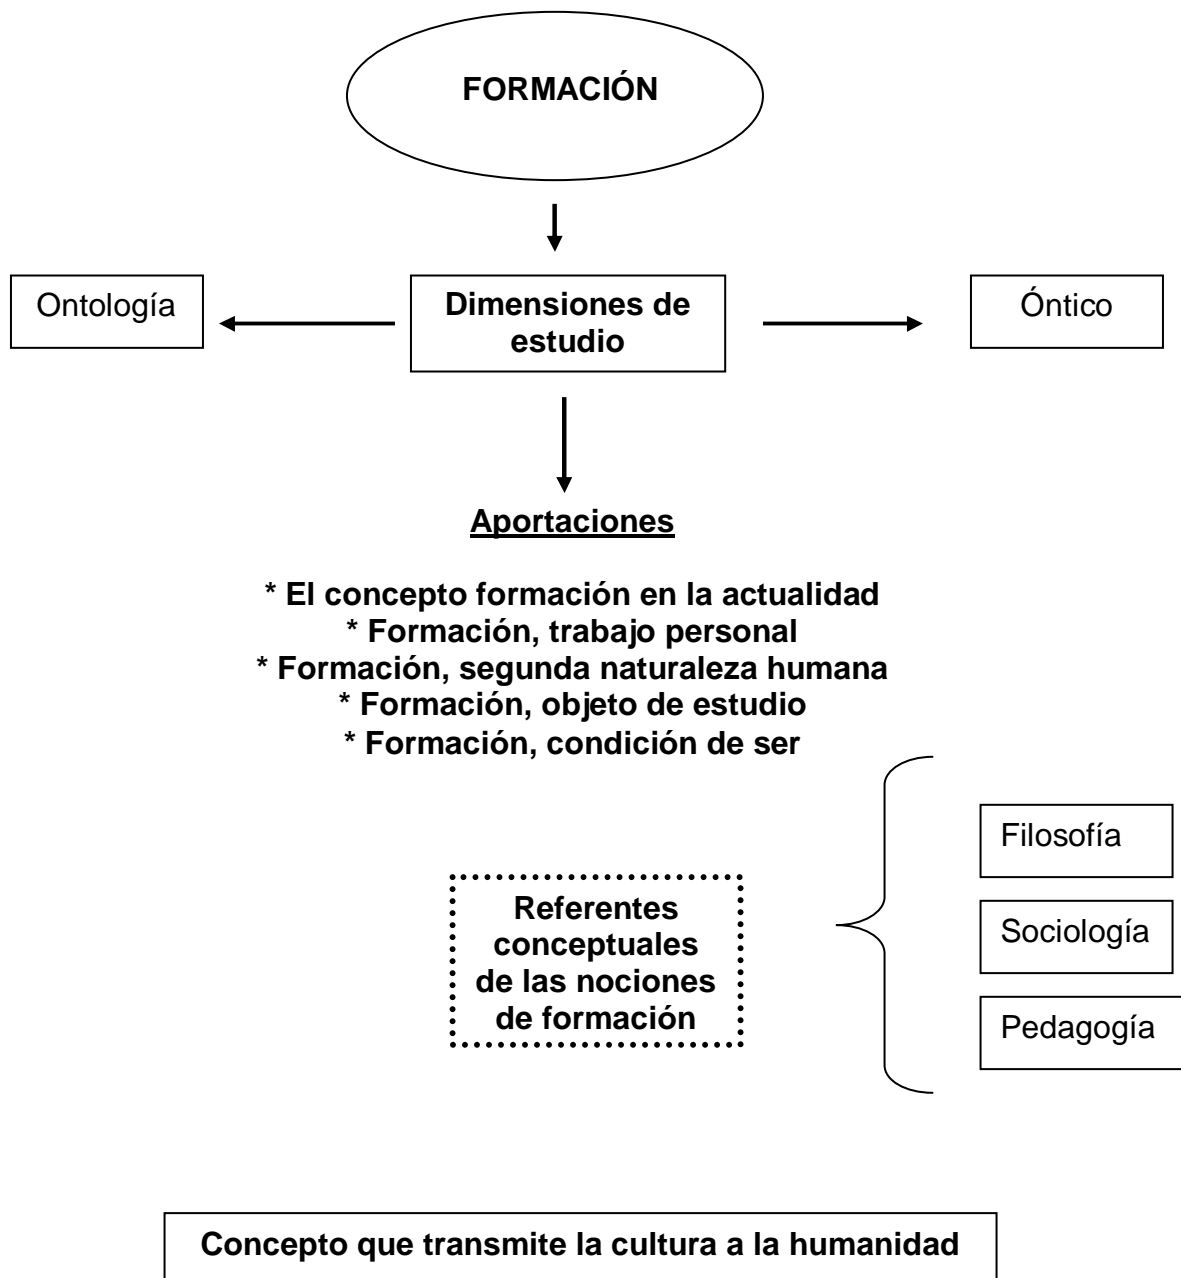 FORMACIÓN
Ontología
Dimensiones de
estudio
Óntico
Aportaciones
* El concepto formación en la actualidad
* Formación, trabajo personal
* Formación, segunda naturaleza humana
* Formación, objeto de estudio
* Formación, condición de ser
Referentes
conceptuales
de las nociones
de formación
Filosofía
Sociología
Pedagogía
Concepto que transmite la cultura a la humanidad